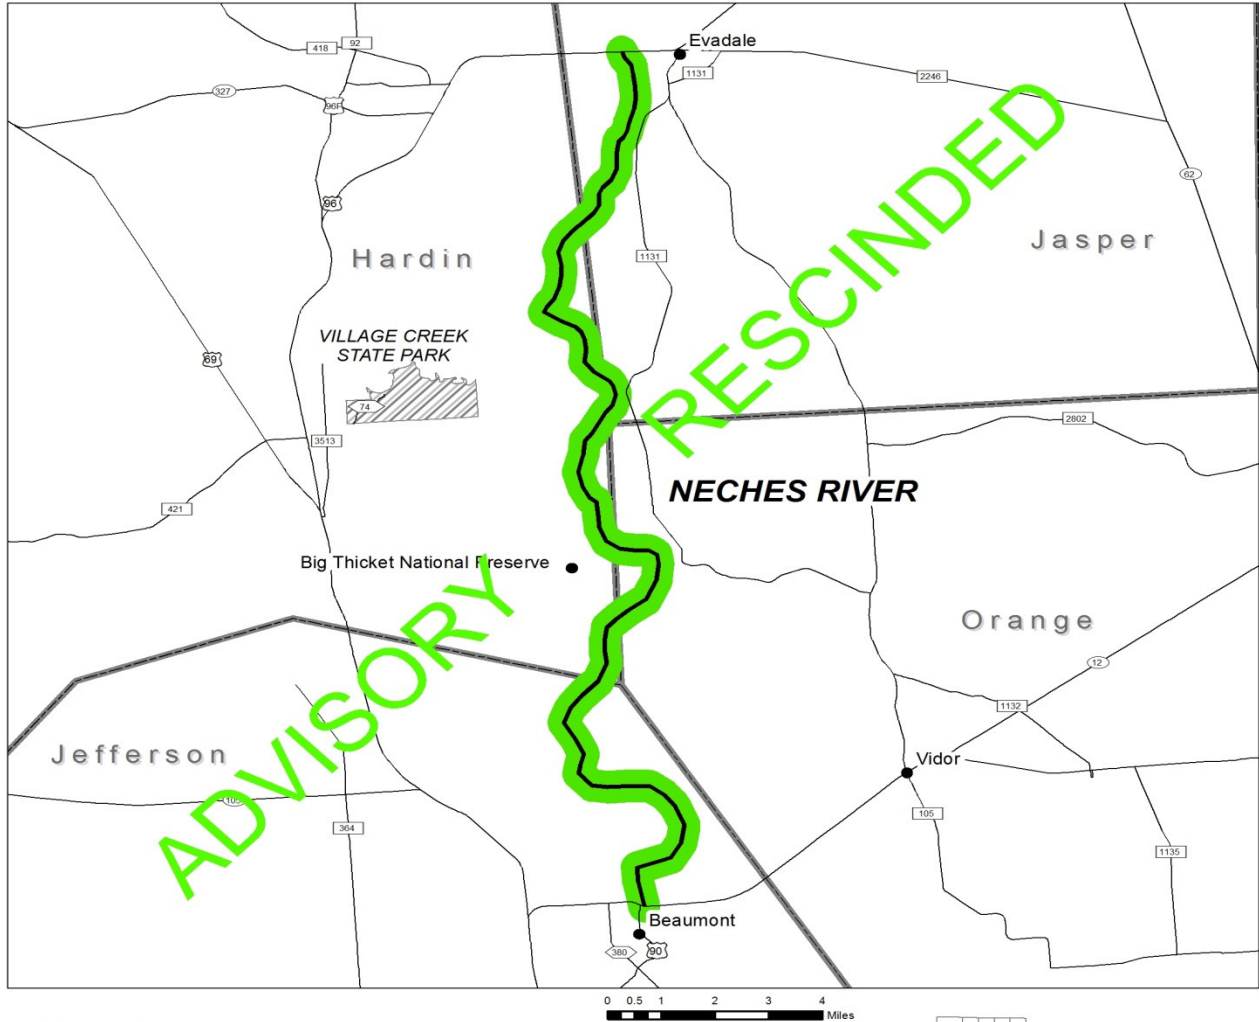 Evadale
418
92
1131
2246
327
96F
62
96
Hardin
1131
Jasper
VILLAGE CREEK
STATE PARK
69
74
RESCINDED
3513
2802
421
NECHES RIVER
Big Thicket National Preserve
ADVISORY
Orange
12
1132
Jefferson
Vidor
105
105
364
1135
Beaumont
380
90
0 0.5 1 2 3 4
Miles